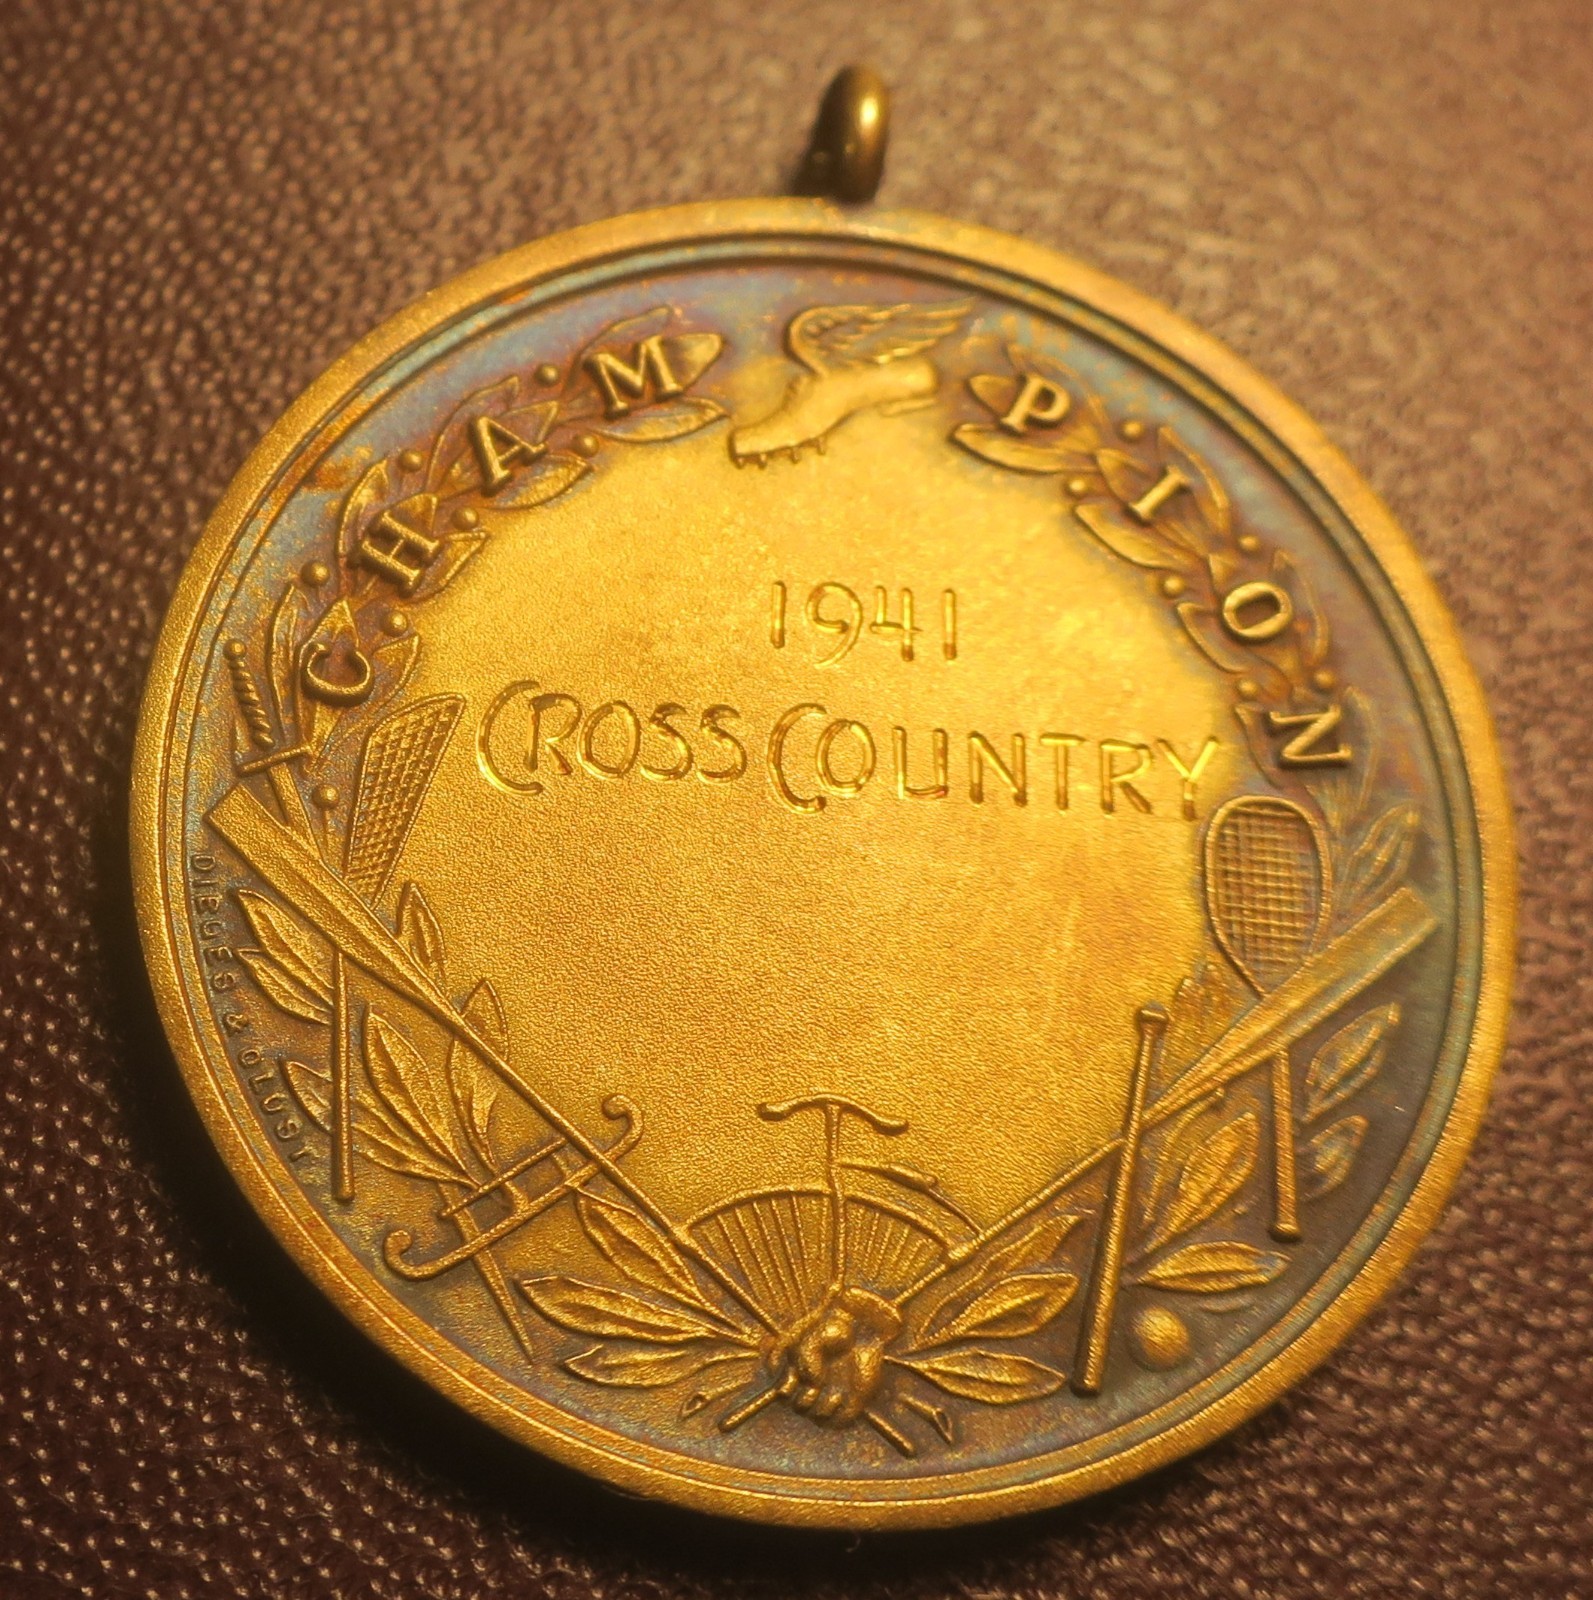 CHAMPION
1941
CROSS COUNTRY
DIEGES & CLUST